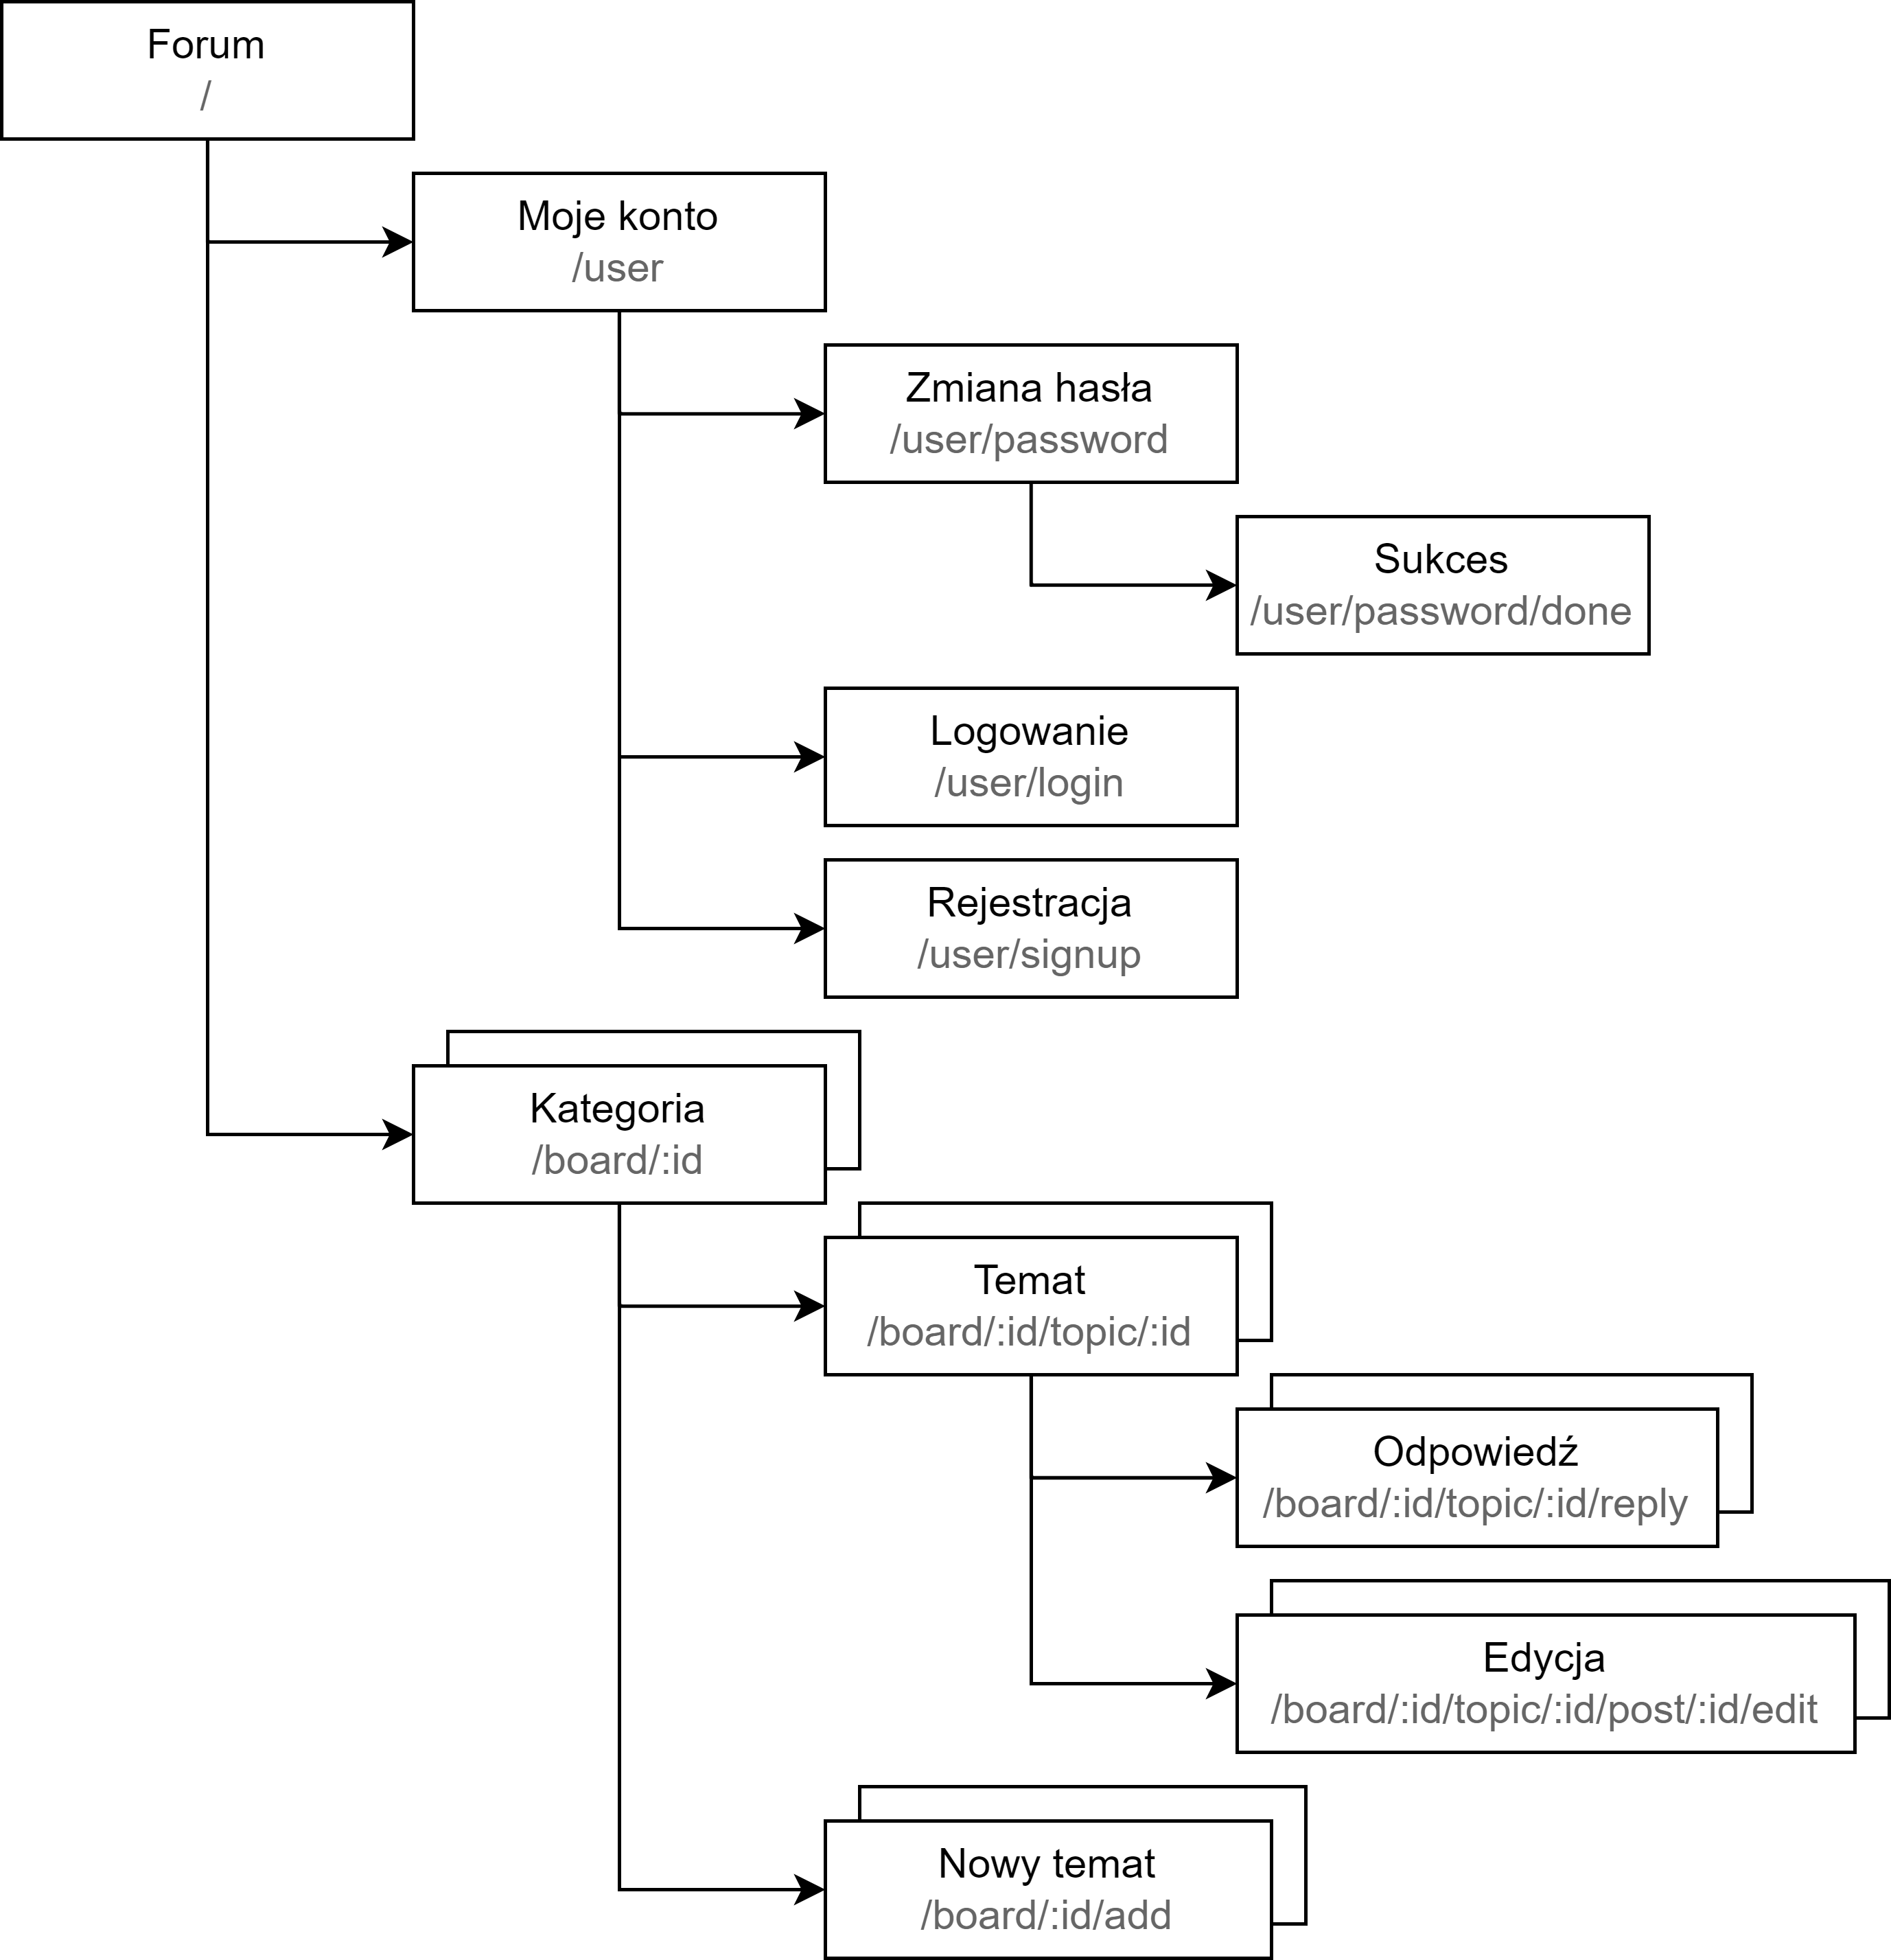 Forum
/
Moje konto
/user
Zmiana hasła
/user/password
Sukces
/user/password/done
Logowanie
/user/login
Rejestracja
/user/signup
Kategoria
/board/:id
Temat
/board/:id/topic/:id
Odpowiedź
/board/:id/topic/:id/reply
Edycja
/board/:id/topic/:id/post/:id/edit
Nowy temat
/board/:id/add